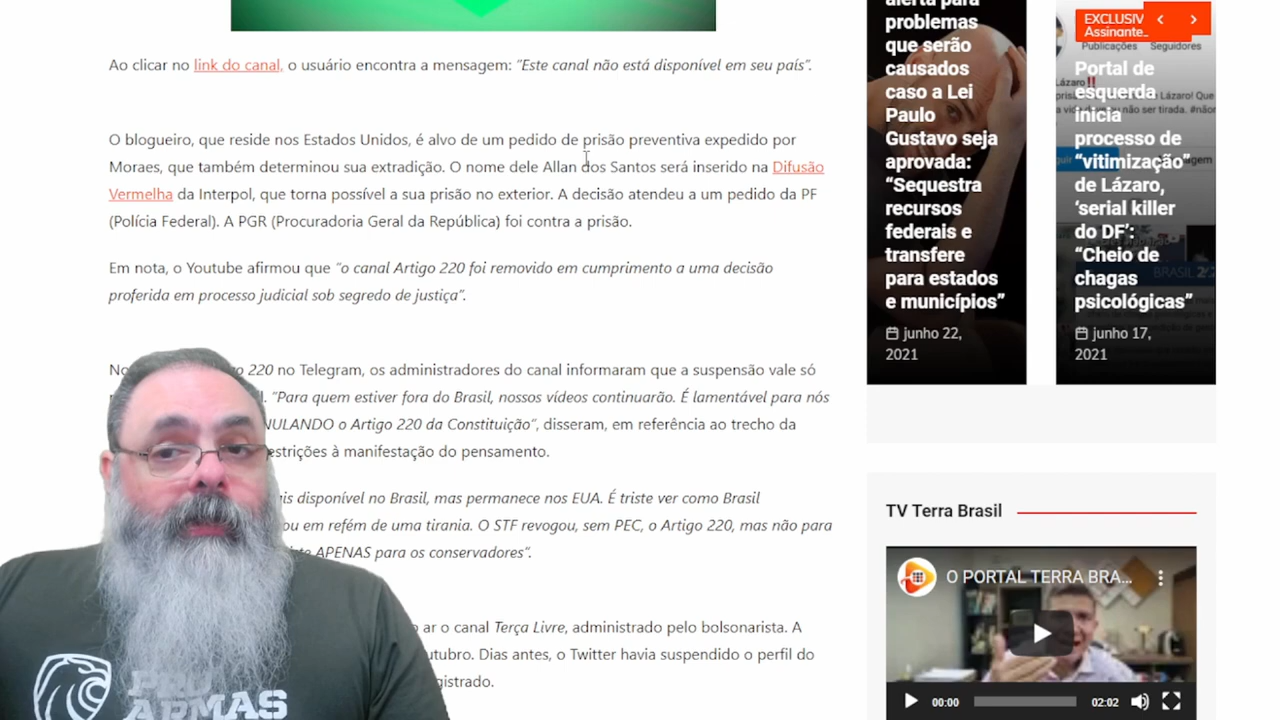 Ao clicar no link do canal, o usuário encontra a mensagem: “Este canal não está disponível em seu país”.
O blogueiro, que reside nos Estados Unidos, é alvo de um pedido de prisão preventiva expedido por
Moraes, que também determinou sua extradição. O nome dele Allan dos Santos será inserido na Difusão
Vermelha da Interpol, que torna possível a sua prisão no exterior. A decisão atendeu a um pedido da PF
(Polícia Federal). A PGR (Procuradoria Geral da República) foi contra a prisão.
Em nota, o Youtube afirmou que “o canal Artigo 220 foi removido em cumprimento a uma decisão
proferida em processo judicial sob segredo de justiça”.
220 no Telegram, os administradores do canal informaram que a suspensão vale só
“Para quem estiver fora do Brasil, nossos vídeos continuarão. É lamentável para nós
o Artigo 220 da Constituição”, disseram, em referência ao trecho da
à manifestação do pensamento.
disponível no Brasil, mas permanece nos EUA. É triste ver como Brasil
em refém de uma tirania. O STF revogou, sem PEC, o Artigo 220, mas não para
APENAS para os conservadores”.
ar o canal Terça Livre, administrado pelo bolsonarista. A
Dias antes, o Twitter havia suspendido o perfil do
PRO
ARMAS
alerta para
problemas
que serão
causados
caso a Lei
Paulo
Gustavo seja
aprovada:
“Sequestra
recursos
federais e
transfere
para estados
e municípios”
junho 22,
2021
EXCLUSIV
Assinante
Publicações Seguidores
Portal de
esquerda
inicia
processo de
“vitimização”
de Lázaro,
‘serial killer
do DF’:
“Cheio de
chagas
psicológicas”
junho 17,
2021
TV Terra Brasil
O PORTAL TERRA BRA...
00:00 02:02